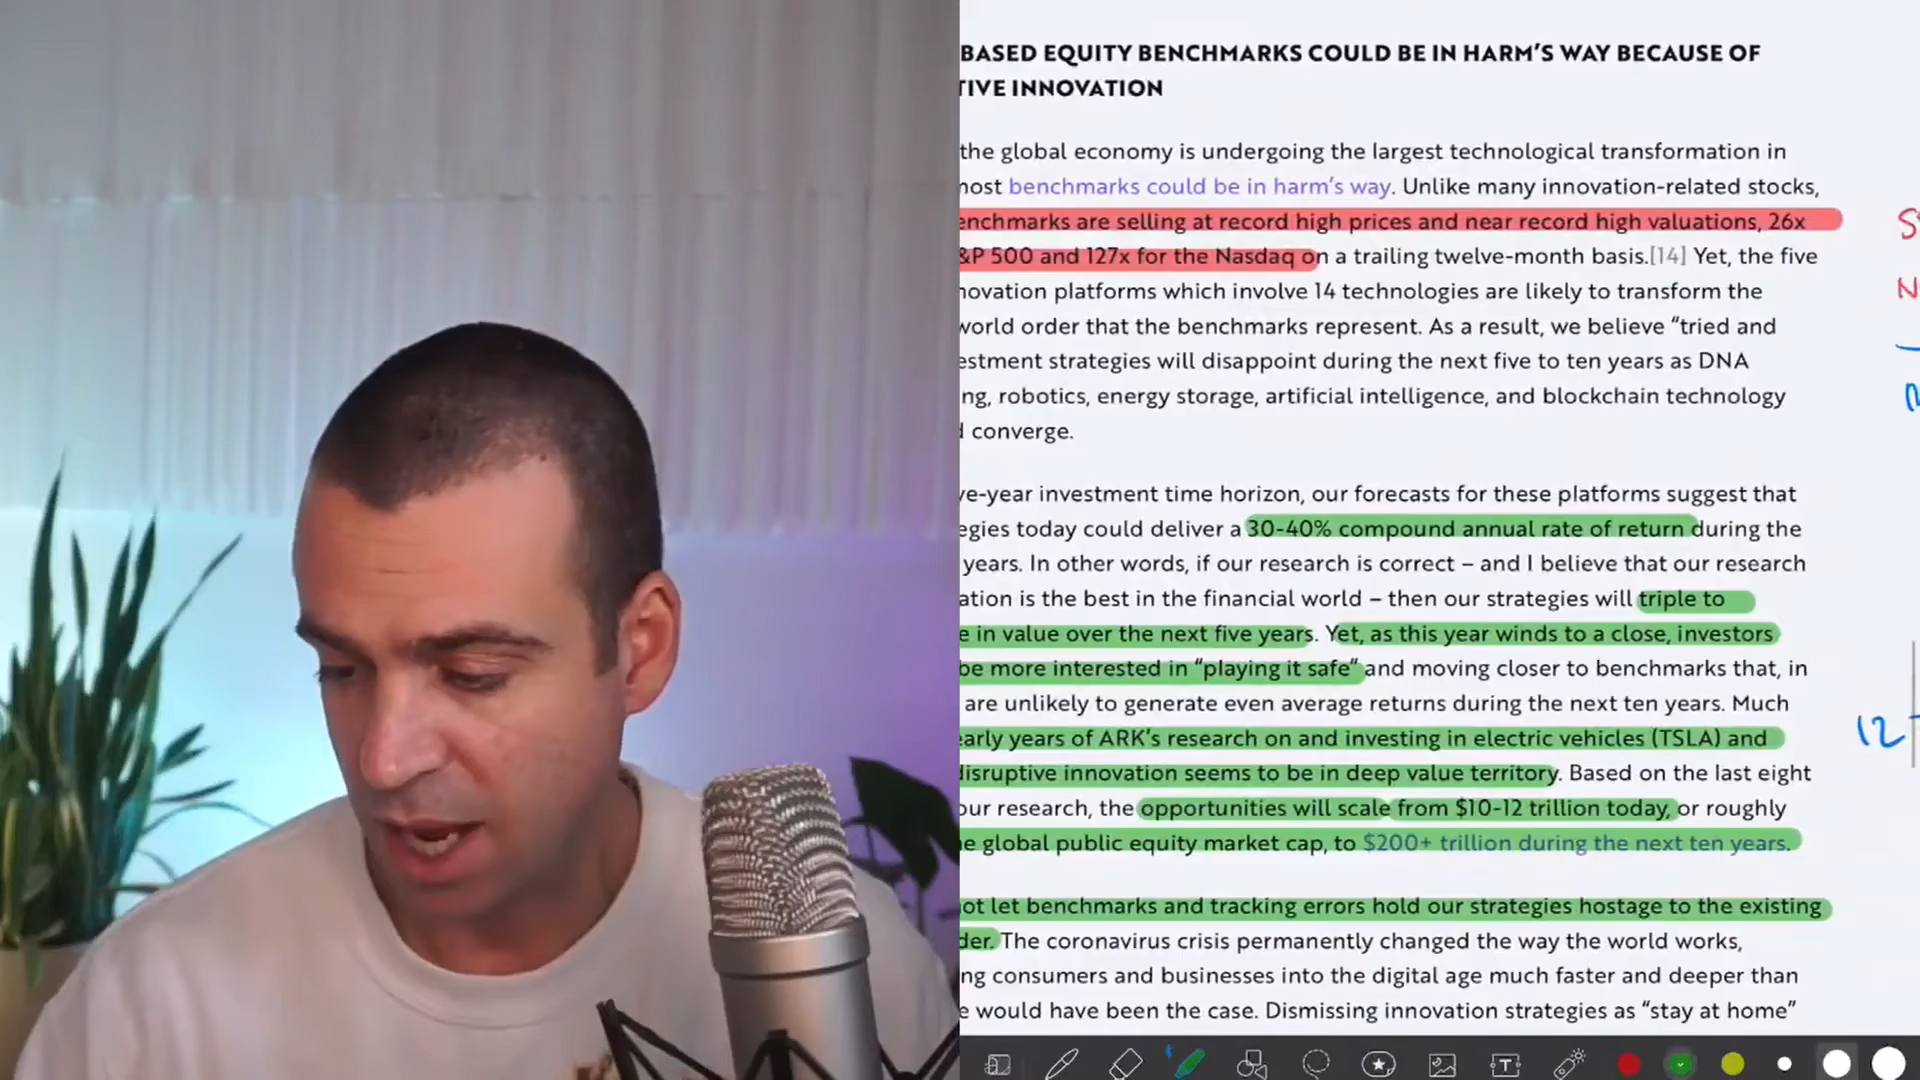 BASED EQUITY BENCHMARKS COULD BE IN HARM'S WAY BECAUSE OF
TIVE INNOVATION
the global economy is undergoing the largest technological transformation in
most benchmarks could be in harm's way. Unlike many innovation-related stocks,
enchmarks are selling at record high prices and near record high valuations, 26x
&P 500 and 127x for the Nasdaq on a trailing twelve-month basis.[14] Yet, the five
novation platforms which involve 14 technologies are likely to transform the
world order that the benchmarks represent. As a result, we believe “tried and
estment strategies will disappoint during the next five to ten years as DNA
ng, robotics, energy storage, artificial intelligence, and blockchain technology
d converge.
ve-year investment time horizon, our forecasts for these platforms suggest that
egies today could deliver a 30-40% compound annual rate of return during the
years. In other words, if our research is correct – and I believe that our research
ation is the best in the financial world – then our strategies will triple to
e in value over the next five years. Yet, as this year winds to a close, investors
be more interested in “playing it safe” and moving closer to benchmarks that, in
are unlikely to generate even average returns during the next ten years. Much
early years of ARK's research on and investing in electric vehicles (TSLA) and
disruptive innovation seems to be in deep value territory. Based on the last eight
our research, the opportunities will scale from $10-12 trillion today, or roughly
12
e global public equity market cap, to $200+ trillion during the next ten years.
ot let benchmarks and tracking errors hold our strategies hostage to the existing
der. The coronavirus crisis permanently changed the way the world works,
ng consumers and businesses into the digital age much faster and deeper than
e would have been the case. Dismissing innovation strategies as “stay at home”